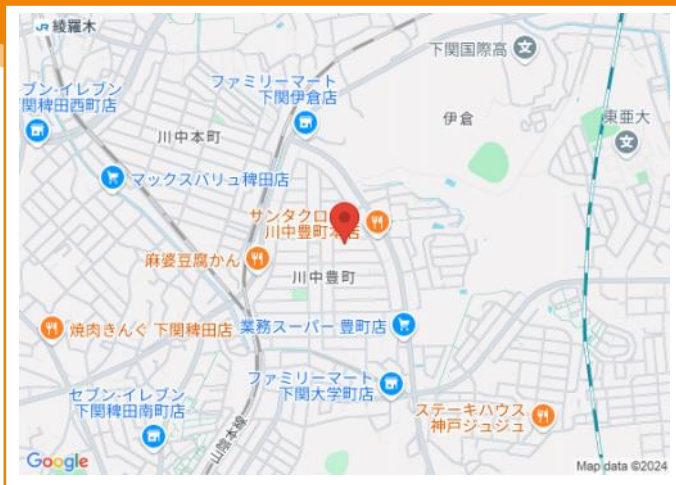 JR 綾羅木
下関国際高
ファミリーマート
下関伊倉店
ブン-イレブン
関稗田西町店
伊倉
東亜大
川中本町
マックスバリュ稗田店
サンタクロ
川中豊町本店
麻婆豆腐かん
川中豊町
焼肉きんぐ 下関稗田店
業務スーパー 豊町店
ファミリーマート
下関大学町店
セブン-イレブン
下関稗田南町店
山陰本線
ステーキハウス
神戸ジュジュ
Google
Map data ©2024